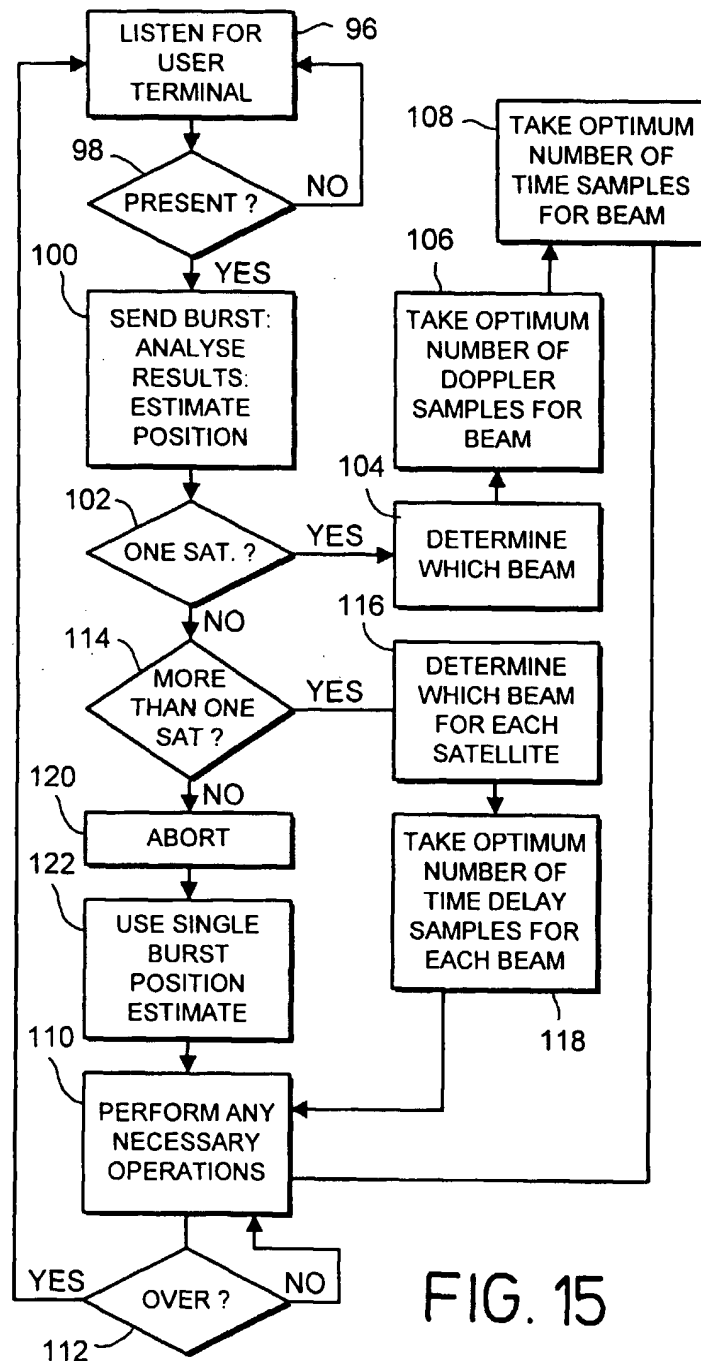 LISTEN FOR
USER
TERMINAL
96
98
PRESENT ?
NO
YES
100
SEND BURST:
ANALYSE
RESULTS:
ESTIMATE
POSITION
102
ONE SAT. ?
YES
NO
104
DETERMINE
WHICH BEAM
106
TAKE OPTIMUM
NUMBER OF
DOPPLER
SAMPLES FOR
BEAM
108
TAKE OPTIMUM
NUMBER OF
TIME SAMPLES
FOR BEAM
114
MORE
THAN ONE
SAT ?
YES
NO
116
DETERMINE
WHICH BEAM
FOR EACH
SATELLITE
TAKE OPTIMUM
NUMBER OF
TIME DELAY
SAMPLES FOR
EACH BEAM
118
120
ABORT
122
USE SINGLE
BURST
POSITION
ESTIMATE
110
PERFORM ANY
NECESSARY
OPERATIONS
YES
OVER ?
NO
112
FIG. 15